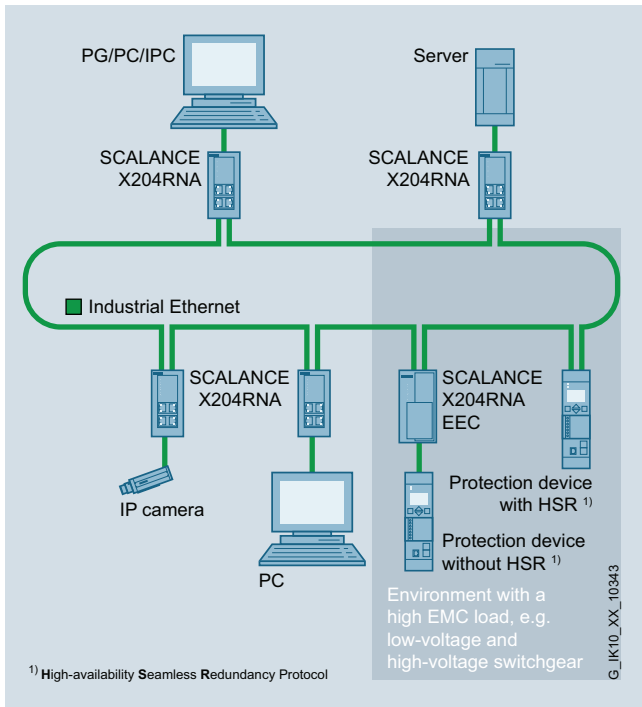 PG/PC/IPC
Server
SCALANCE
X204RNA
SCALANCE
X204RNA
Industrial Ethernet
SCALANCE
X204RNA
SCALANCE
X204RNA
EEC
IP camera
PC
Protection device
with HSR 1)
Protection device
without HSR 1)
Environment with a
high EMC load, e.g.
low-voltage and
high-voltage switchgear
G_IK10_XX_10343
1) High-availability Seamless Redundancy Protocol